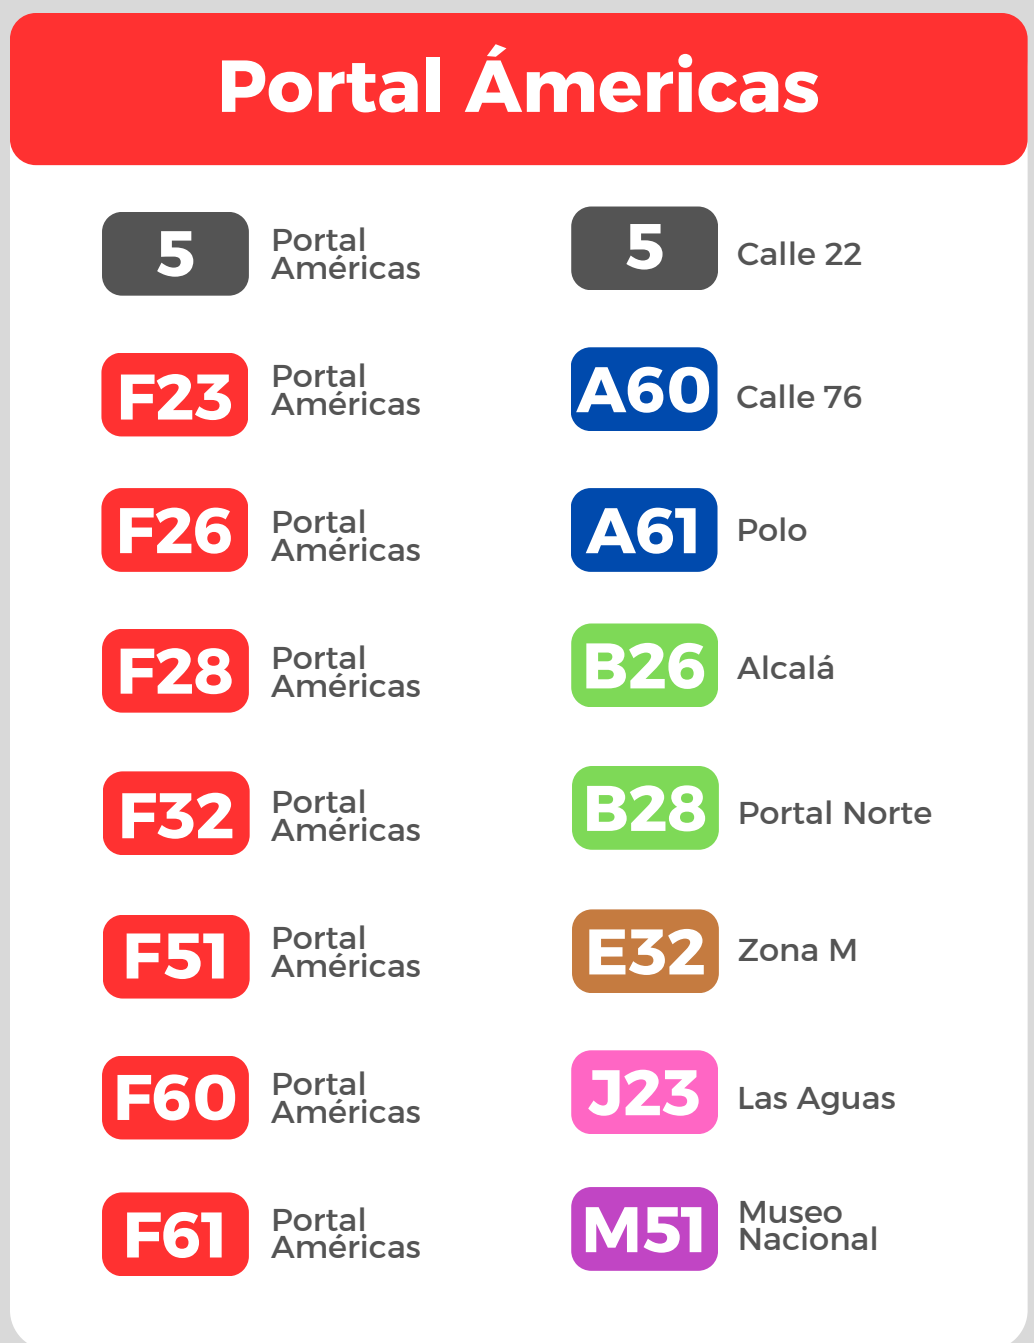 Portal Ámericas
5
Portal
Américas
5
Calle 22
F23
Portal
Américas
A60
Calle 76
F26
Portal
Américas
A61
Polo
F28
Portal
Américas
B26
Alcalá
F32
Portal
Américas
B28
Portal Norte
F51
Portal
Américas
E32
Zona M
F60
Portal
Américas
J23
Las Aguas
F61
Portal
Américas
M51
Museo
Nacional